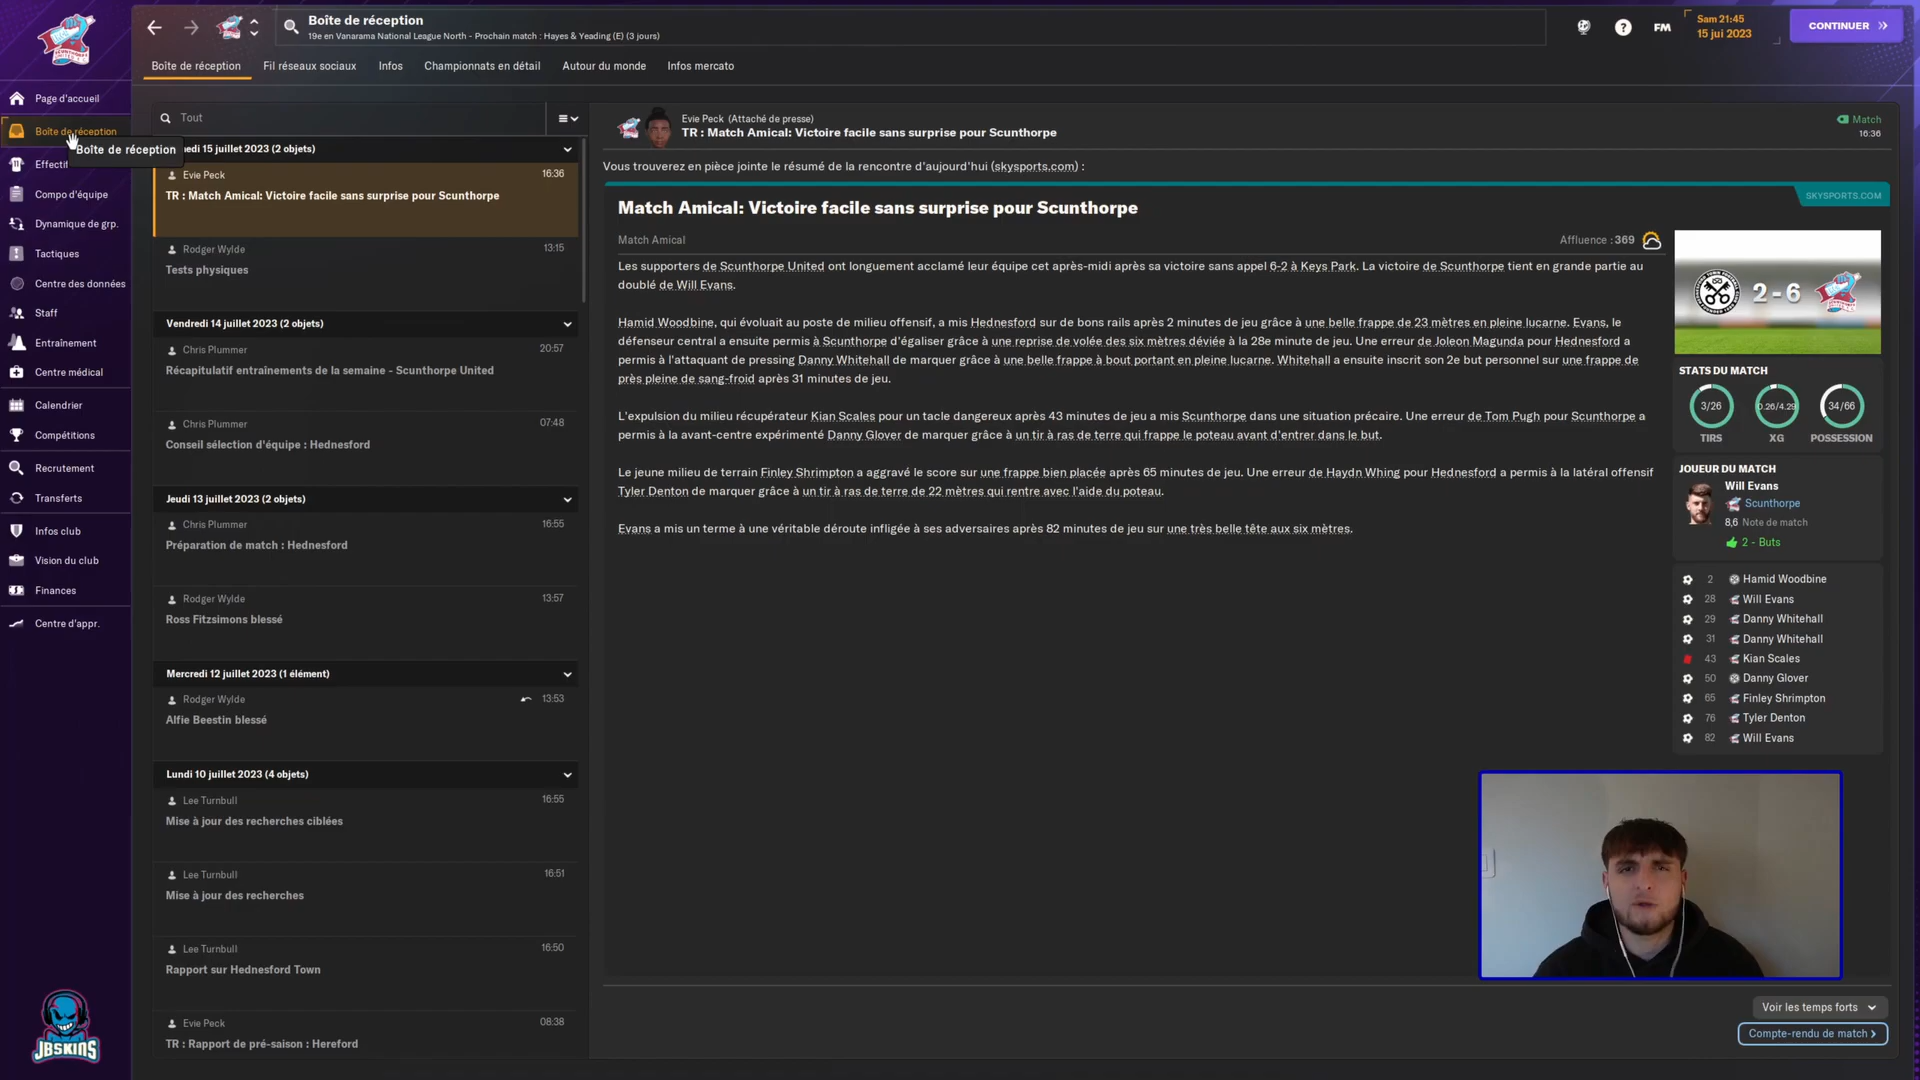 Boîte de réception
19e en Vanarama National League North - Prochain match : Hayes & Yeading (E) (3 jours)
FM
Sam 21:45
15 jui 2023
CONTINUER
Boîte de réception
Fil réseaux sociaux
Infos
Championnats en détail
Autour du monde
Infos mercato
Page d'accueil
Boîte de réception
Boîte de réception
Effectif
Compo d'équipe
Dynamique de grp.
Tactiques
Centre des données
Staff
Entraînement
Centre médical
Calendrier
Compétitions
Recrutement
Transferts
Infos club
Vision du club
Finances
Centre d'appr.
JBSKINS
Tout
edi 15 juillet 2023 (2 objets)
Evie Peck
16:36
TR : Match Amical: Victoire facile sans surprise pour Scunthorpe
Rodger Wylde
13:15
Tests physiques
Vendredi 14 juillet 2023 (2 objets)
Chris Plummer
20:57
Récapitulatif entraînements de la semaine - Scunthorpe United
Chris Plummer
07:48
Conseil sélection d'équipe : Hednesford
Jeudi 13 juillet 2023 (2 objets)
Chris Plummer
16:55
Préparation de match : Hednesford
Rodger Wylde
13:57
Ross Fitzsimons blessé
Mercredi 12 juillet 2023 (1 élément)
Rodger Wylde
13:53
Alfie Beestin blessé
Lundi 10 juillet 2023 (4 objets)
Lee Turnbull
16:55
Mise à jour des recherches ciblées
Lee Turnbull
16:51
Mise à jour des recherches
Lee Turnbull
16:50
Rapport sur Hednesford Town
Evie Peck
08:38
TR : Rapport de pré-saison : Hereford
Evie Peck (Attaché de presse)
TR : Match Amical: Victoire facile sans surprise pour Scunthorpe
Match
16:36
Vous trouverez en pièce jointe le résumé de la rencontre d'aujourd'hui (skysports.com) :
SKYSPORTS.COM
Match Amical: Victoire facile sans surprise pour Scunthorpe
Match Amical
Affluence : 369
Les supporters de Scunthorpe United ont longuement acclamé leur équipe cet après-midi après sa victoire sans appel 6-2 à Keys Park. La victoire de Scunthorpe tient en grande partie au
doublé de Will Evans.
Hamid Woodbine, qui évoluait au poste de milieu offensif, a mis Hednesford sur de bons rails après 2 minutes de jeu grâce à une belle frappe de 23 mètres en pleine lucarne. Evans, le
défenseur central a ensuite permis à Scunthorpe d'égaliser grâce à une reprise de volée des six mètres déviée à la 28e minute de jeu. Une erreur de Joleon Magunda pour Hednesford a
permis à l'attaquant de pressing Danny Whitehall de marquer grâce à une belle frappe à bout portant en pleine lucarne. Whitehall a ensuite inscrit son 2e but personnel sur une frappe de
près pleine de sang-froid après 31 minutes de jeu.
L'expulsion du milieu récupérateur Kian Scales pour un tacle dangereux après 43 minutes de jeu a mis Scunthorpe dans une situation précaire. Une erreur de Tom Pugh pour Scunthorpe a
permis à la avant-centre expérimenté Danny Glover de marquer grâce à un tir à ras de terre qui frappe le poteau avant d'entrer dans le but.
Le jeune milieu de terrain Finley Shrimpton a aggravé le score sur une frappe bien placée après 65 minutes de jeu. Une erreur de Haydn Whing pour Hednesford a permis à la latéral offensif
Tyler Denton de marquer grâce à un tir à ras de terre de 22 mètres qui rentre avec l'aide du poteau.
Evans a mis un terme à une véritable déroute infligée à ses adversaires après 82 minutes de jeu sur une très belle tête aux six mètres.
2 - 6
STATS DU MATCH
3/26
0.26/4.29
34/66
TIRS
XG
POSSESSION
JOUEUR DU MATCH
Will Evans
Scunthorpe
8,6 Note de match
2 - Buts
2 Hamid Woodbine
28 Will Evans
29 Danny Whitehall
31 Danny Whitehall
43 Kian Scales
50 Danny Glover
65 Finley Shrimpton
76 Tyler Denton
82 Will Evans
Voir les temps forts
Compte-rendu de match